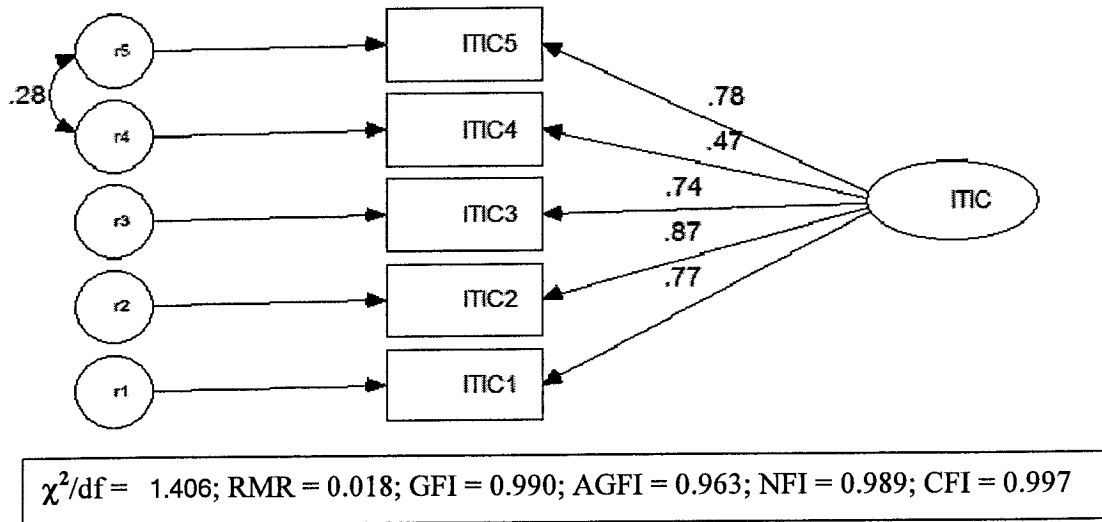 r5 ITIC5
.28
.78
r4 ITIC4
.47
.74
r3 ITIC3
ITIC
.87
.77
r2 ITIC2
r1 ITIC1
χ²/df = 1.406; RMR = 0.018; GFI = 0.990; AGFI = 0.963; NFI = 0.989; CFI = 0.997